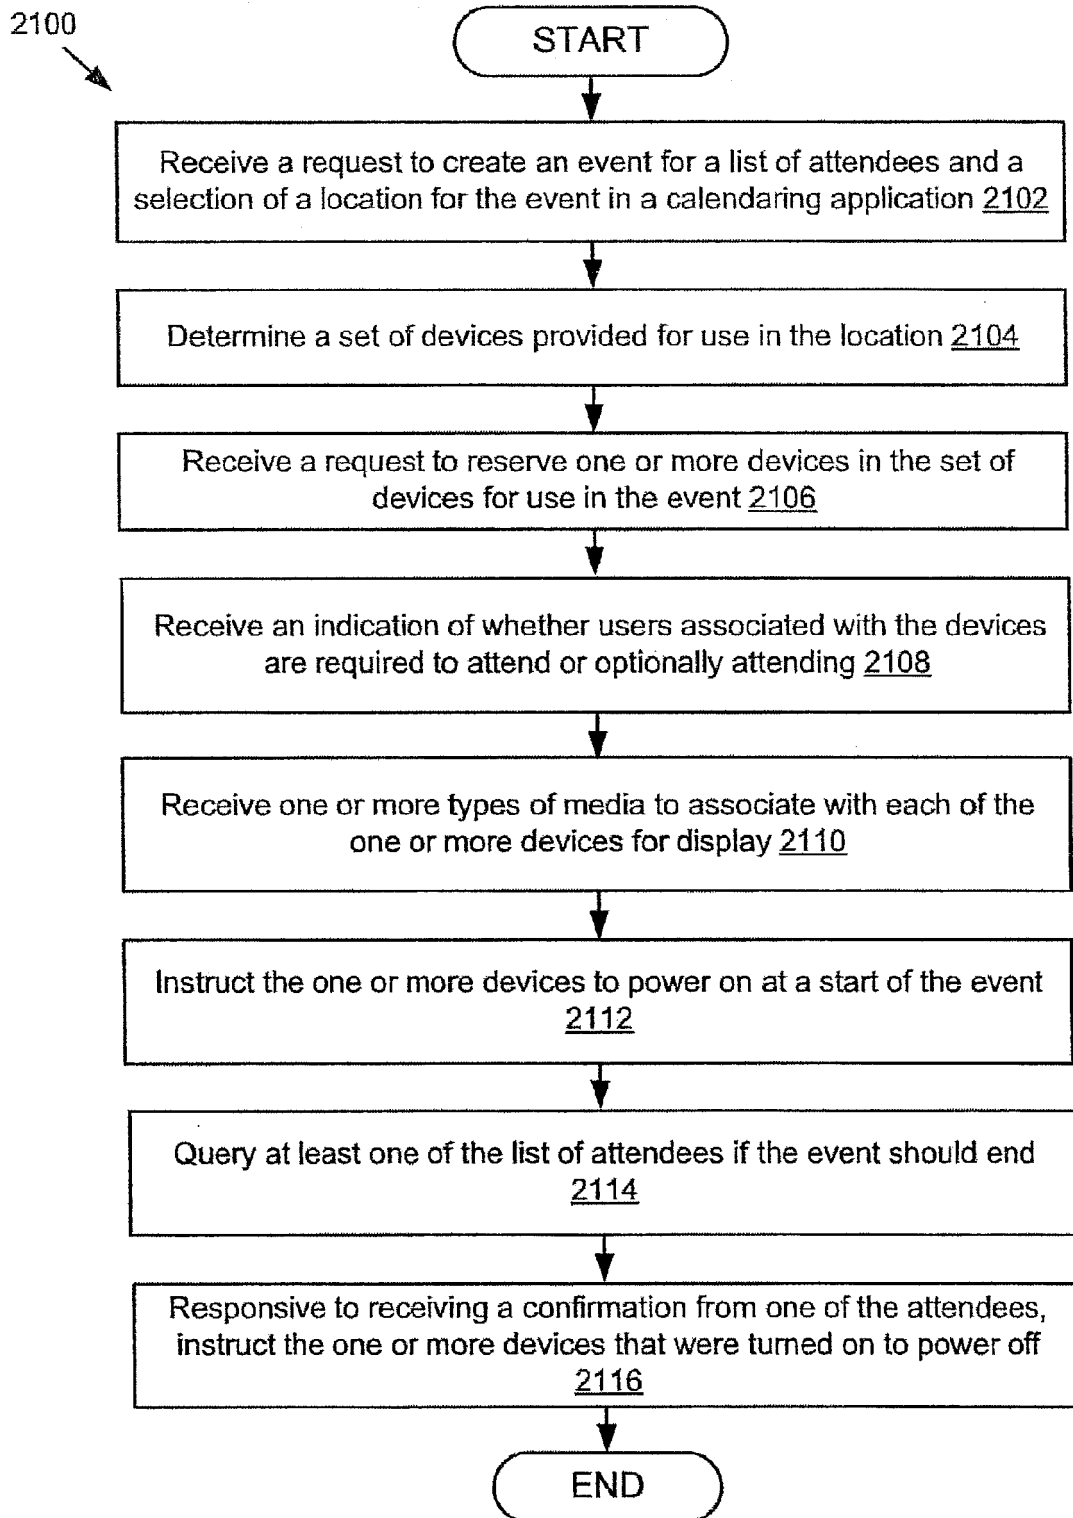 2100
START
Receive a request to create an event for a list of attendees and a
selection of a location for the event in a calendaring application 2102
Determine a set of devices provided for use in the location 2104
Receive a request to reserve one or more devices in the set of
devices for use in the event 2106
Receive an indication of whether users associated with the devices
are required to attend or optionally attending 2108
Receive one or more types of media to associate with each of the
one or more devices for display 2110
Instruct the one or more devices to power on at a start of the event
2112
Query at least one of the list of attendees if the event should end
2114
Responsive to receiving a confirmation from one of the attendees,
instruct the one or more devices that were turned on to power off
2116
END